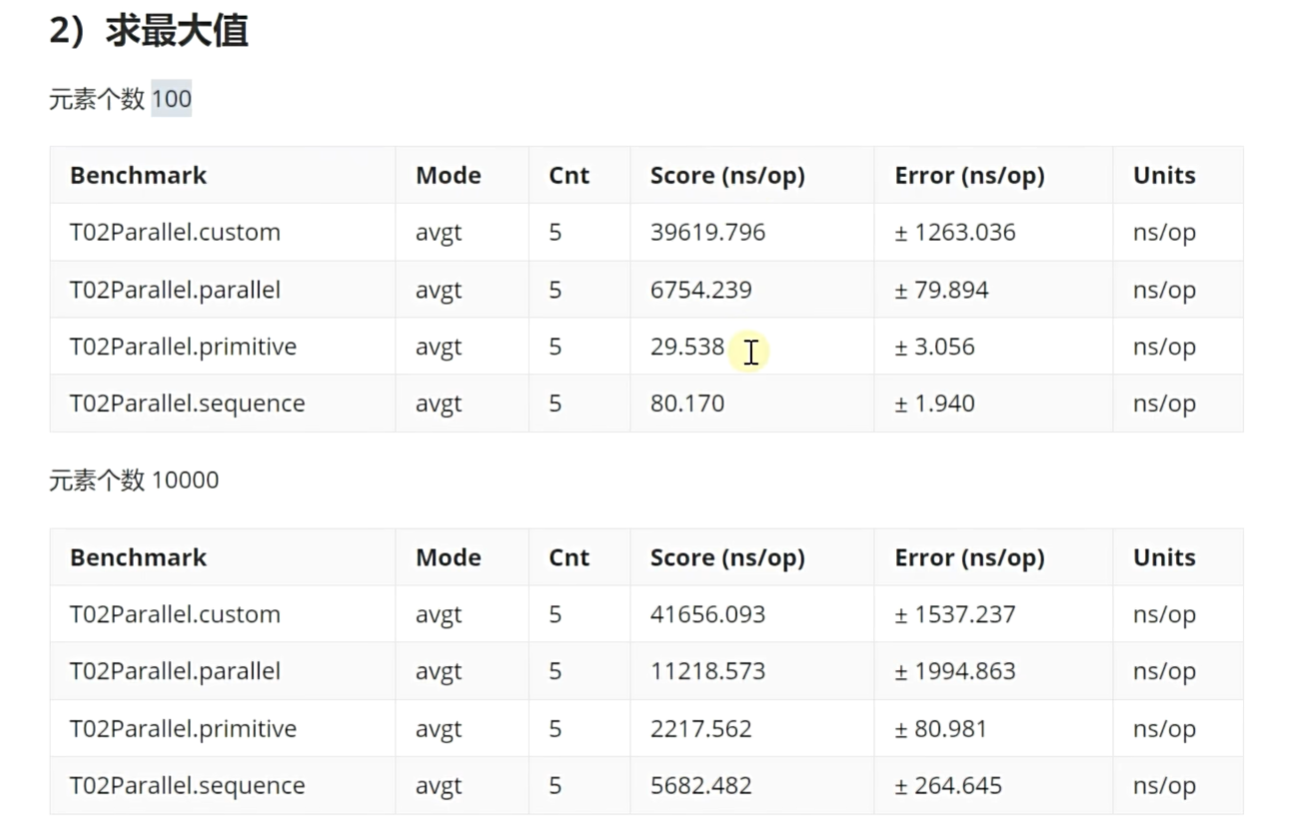 2）求最大值
元素个数 100
Benchmark Mode Cnt Score (ns/op) Error (ns/op) Units
T02Parallel.custom avgt 5 39619.796 ± 1263.036 ns/op
T02Parallel.parallel avgt 5 6754.239 ± 79.894 ns/op
T02Parallel.primitive avgt 5 29.538 ± 3.056 ns/op
T02Parallel.sequence avgt 5 80.170 ± 1.940 ns/op
元素个数 10000
Benchmark Mode Cnt Score (ns/op) Error (ns/op) Units
T02Parallel.custom avgt 5 41656.093 ± 1537.237 ns/op
T02Parallel.parallel avgt 5 11218.573 ± 1994.863 ns/op
T02Parallel.primitive avgt 5 2217.562 ± 80.981 ns/op
T02Parallel.sequence avgt 5 5682.482 ± 264.645 ns/op